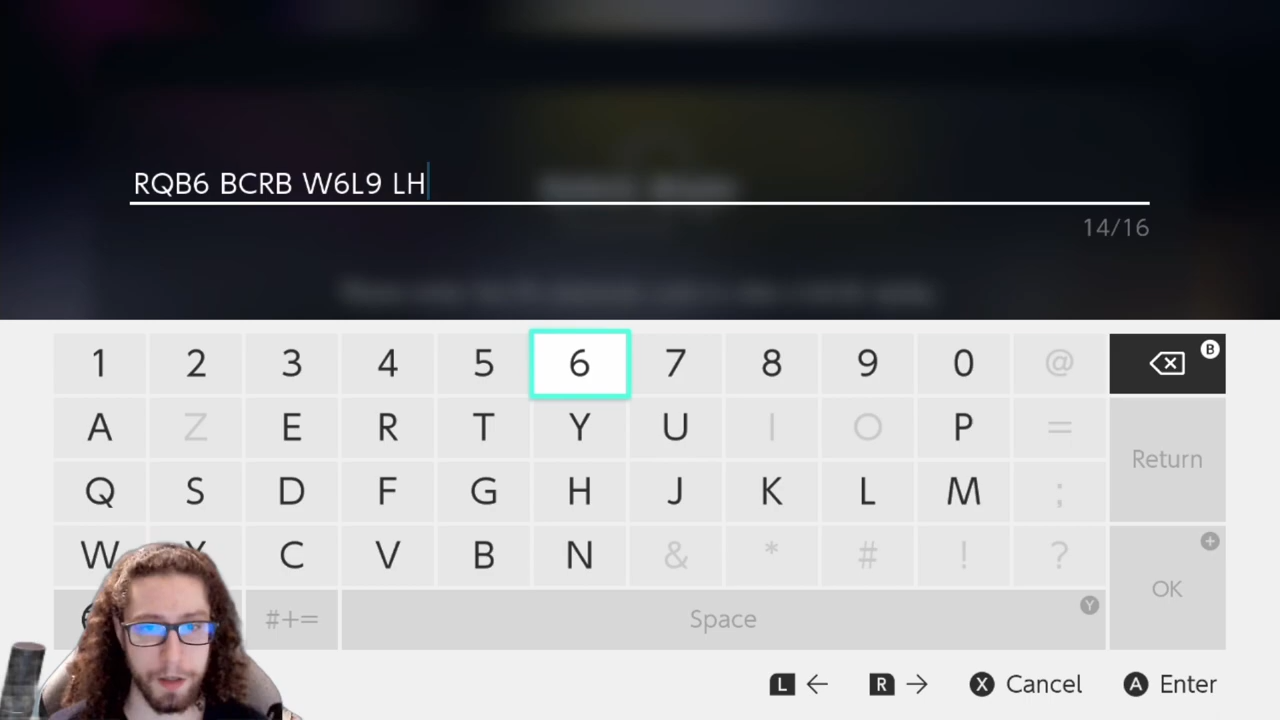 RQB6 BCRB W6L9 LH
14/16
1 2 3 4 5 6 7 8 9 0 @ B
A Z E R T Y U I O P =
Return
Q S D F G H J K L M ;
W X C V B N & * # ! ? +
OK
#+= Space Y
L ← R → X Cancel A Enter